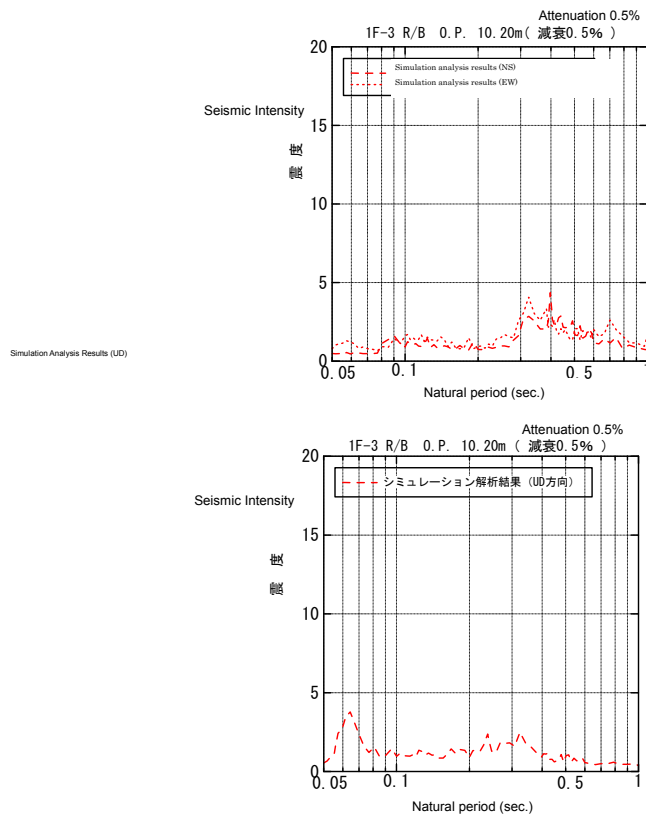 Attenuation 0.5%
1F-3 R/B O.P. 10.20m( 減衰0.5% )
20
Simulation analysis results (NS)
Simulation analysis results (EW)
Seismic Intensity
15
震度
10
5
Simulation Analysis Results (UD)
0
0.05
0.1
0.5
1
Natural period (sec.)
Attenuation 0.5%
1F-3 R/B O.P. 10.20m ( 減衰0.5% )
20
シミュレーション解析結果 (UD方向)
Seismic Intensity
15
震度
10
5
0
0.05
0.1
0.5
1
Natural period (sec.)